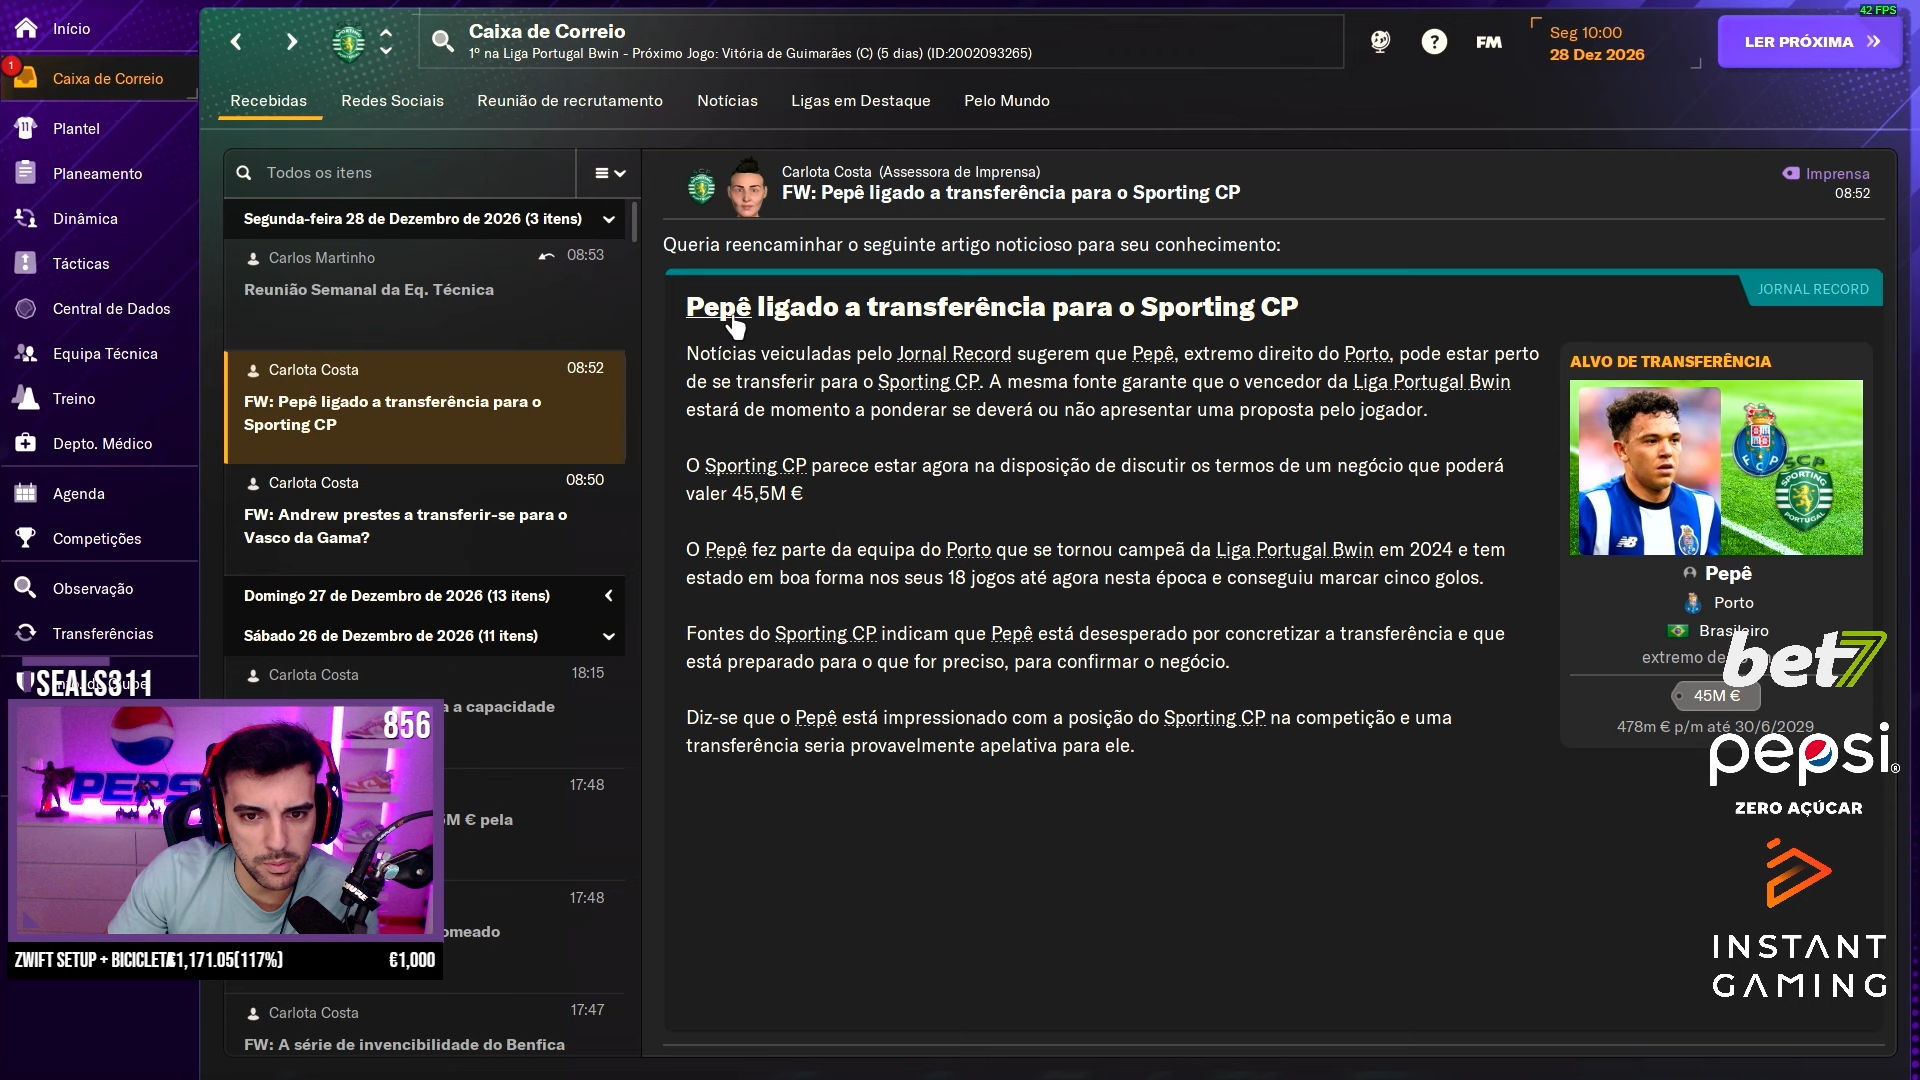 42 FPS
Início
Caixa de Correio
1º na Liga Portugal Bwin - Próximo Jogo: Vitória de Guimarães (C) (5 dias) (ID:2002093265)
?
FM
Seg 10:00
28 Dez 2026
LER PRÓXIMA
1
Caixa de Correio
Recebidas
Redes Sociais
Reunião de recrutamento
Notícias
Ligas em Destaque
Pelo Mundo
11
Plantel
Planeamento
Dinâmica
Tácticas
Central de Dados
Equipa Técnica
Treino
Depto. Médico
Agenda
Competições
Observação
Transferências
Todos os itens
Segunda-feira 28 de Dezembro de 2026 (3 itens)
Carlos Martinho
08:53
Reunião Semanal da Eq. Técnica
Carlota Costa
08:52
FW: Pepê ligado a transferência para o
Sporting CP
Carlota Costa
08:50
FW: Andrew prestes a transferir-se para o
Vasco da Gama?
Domingo 27 de Dezembro de 2026 (13 itens)
Sábado 26 de Dezembro de 2026 (11 itens)
Carlota Costa
18:15
a a capacidade
17:48
M € pela
17:48
omeado
Carlota Costa
17:47
FW: A série de invencibilidade do Benfica
Carlota Costa (Assessora de Imprensa)
FW: Pepê ligado a transferência para o Sporting CP
Imprensa
08:52
Queria reencaminhar o seguinte artigo noticioso para seu conhecimento:
JORNAL RECORD
Pepê ligado a transferência para o Sporting CP
Notícias veiculadas pelo Jornal Record sugerem que Pepê, extremo direito do Porto, pode estar perto
de se transferir para o Sporting CP. A mesma fonte garante que o vencedor da Liga Portugal Bwin
estará de momento a ponderar se deverá ou não apresentar uma proposta pelo jogador.
O Sporting CP parece estar agora na disposição de discutir os termos de um negócio que poderá
valer 45,5M €
O Pepê fez parte da equipa do Porto que se tornou campeã da Liga Portugal Bwin em 2024 e tem
estado em boa forma nos seus 18 jogos até agora nesta época e conseguiu marcar cinco golos.
Fontes do Sporting CP indicam que Pepê está desesperado por concretizar a transferência e que
está preparado para o que for preciso, para confirmar o negócio.
Diz-se que o Pepê está impressionado com a posição do Sporting CP na competição e uma
transferência seria provavelmente apelativa para ele.
ALVO DE TRANSFERÊNCIA
SCP
SPORTING
PORTUGAL
Pepê
Porto
Brasileiro
extremo de
45M €
478m € p/m até 30/6/2029
bet7
pepsi
ZERO AÇÚCAR
INSTANT
GAMING
SEALS311
856
PEPS
SHURE
ZWIFT SETUP + BICICLETA
€1,171.05(117%)
€1,000